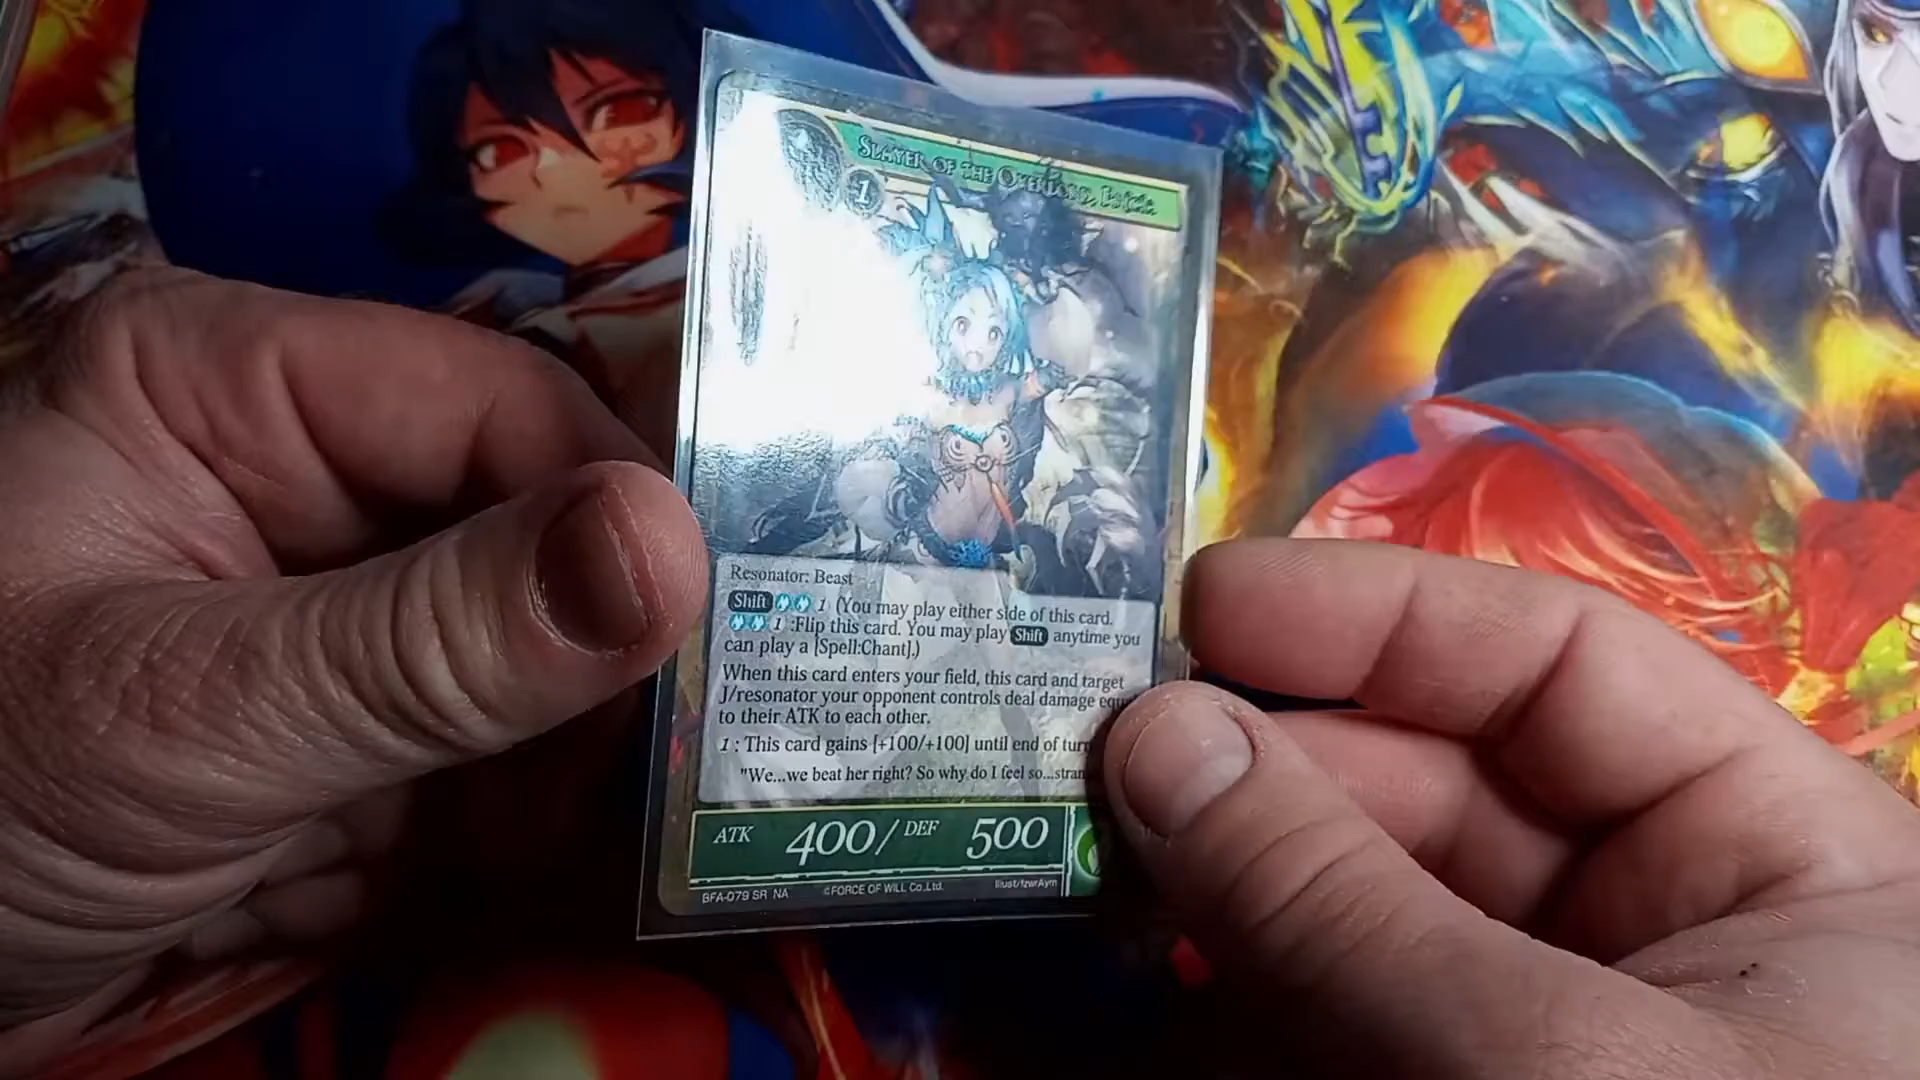 SLAYER OF THE OVERLORD,
1
Resonator: Beast
Shift 1 (You may play either side of this card.
1 :Flip this card. You may play Shift anytime you
can play a [Spell:Chant].)
When this card enters your field, this card and target
J/resonator your opponent controls deal damage
to their ATK to each other.
1 : This card gains [+100/+100] until end of
"We...we beat her right? So why do I feel
ATK 400/ DEF 500
BFA-079 SR NA ©FORCE OF WILL Co.,Ltd. Illust/fzwrAym